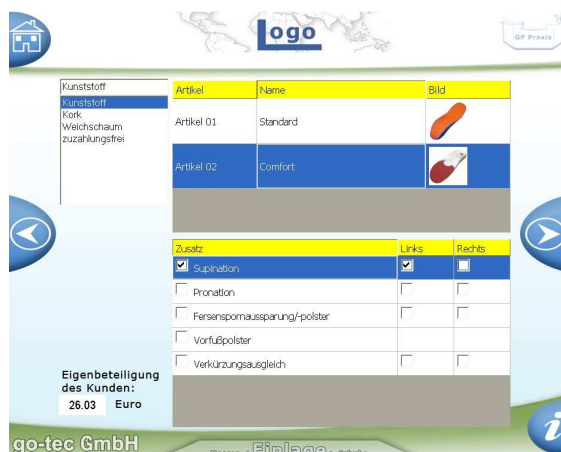 Logo
GP Praxis
Kunststoff
Kunststoff
Kork
Weichschaum
zuzahlungsfrei
Artikel Name Bild
Artikel 01 Standard
Artikel 02 Comfort
Zusatz Links Rechts
Supination
Pronation
Fersenspornaussparung/-polster
Vorfußpolster
Verkürzungsausgleich
Eigenbeteiligung
des Kunden:
26.03 Euro
go-tec GmbH
Einlage